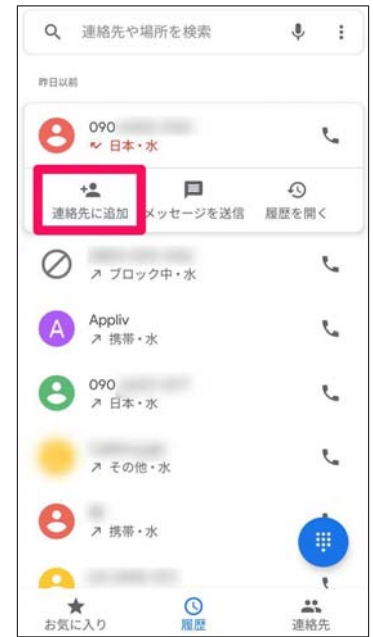 連絡先や場所を検索
昨日以前
090
日本・水
連絡先に追加 メッセージを送信 履歴を開く
ブロック中・水
A Appliv
携帯・水
090
日本・水
その他・水
携帯・水
お気に入り 履歴 連絡先